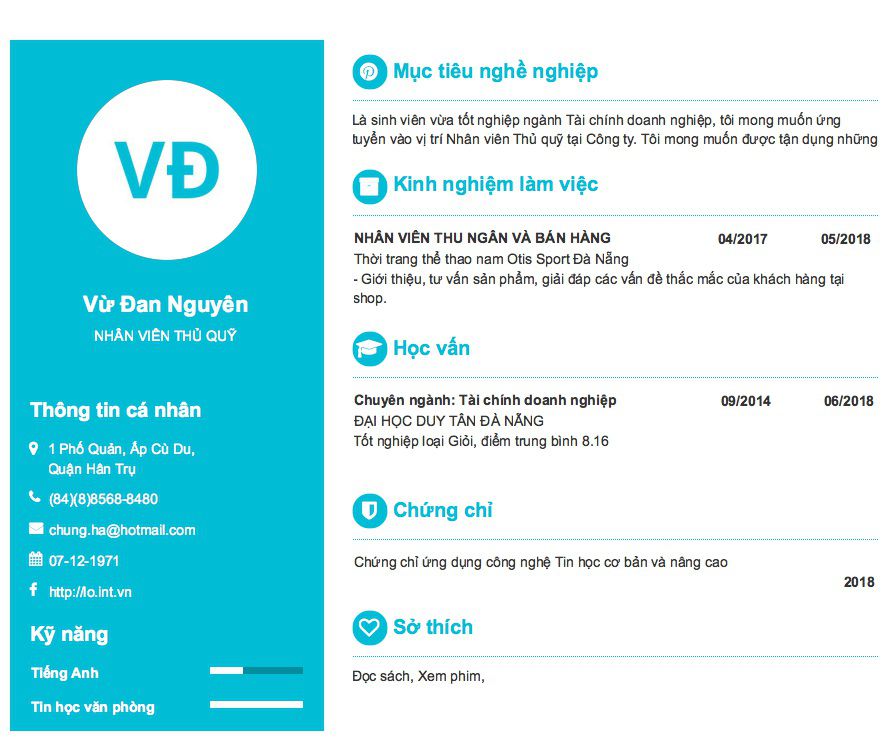 VĐ
Vừ Đan Nguyên
NHÂN VIÊN THỦ QUỸ
Thông tin cá nhân
1 Phố Quản, Ấp Cù Du,
Quận Hân Trụ
(84)(8)8568-8480
chung.ha@hotmail.com
07-12-1971
http://lo.int.vn
Kỹ năng
Tiếng Anh
Tin học văn phòng
Mục tiêu nghề nghiệp
Là sinh viên vừa tốt nghiệp ngành Tài chính doanh nghiệp, tôi mong muốn ứng
tuyển vào vị trí Nhân viên Thủ quỹ tại Công ty. Tôi mong muốn được tận dụng những
Kinh nghiệm làm việc
NHÂN VIÊN THU NGÂN VÀ BÁN HÀNG 04/2017 05/2018
Thời trang thể thao nam Otis Sport Đà Nẵng
- Giới thiệu, tư vấn sản phẩm, giải đáp các vấn đề thắc mắc của khách hàng tại
shop.
Học vấn
Chuyên ngành: Tài chính doanh nghiệp 09/2014 06/2018
ĐẠI HỌC DUY TÂN ĐÀ NẴNG
Tốt nghiệp loại Giỏi, điểm trung bình 8.16
Chứng chỉ
Chứng chỉ ứng dụng công nghệ Tin học cơ bản và nâng cao
2018
Sở thích
Đọc sách, Xem phim,